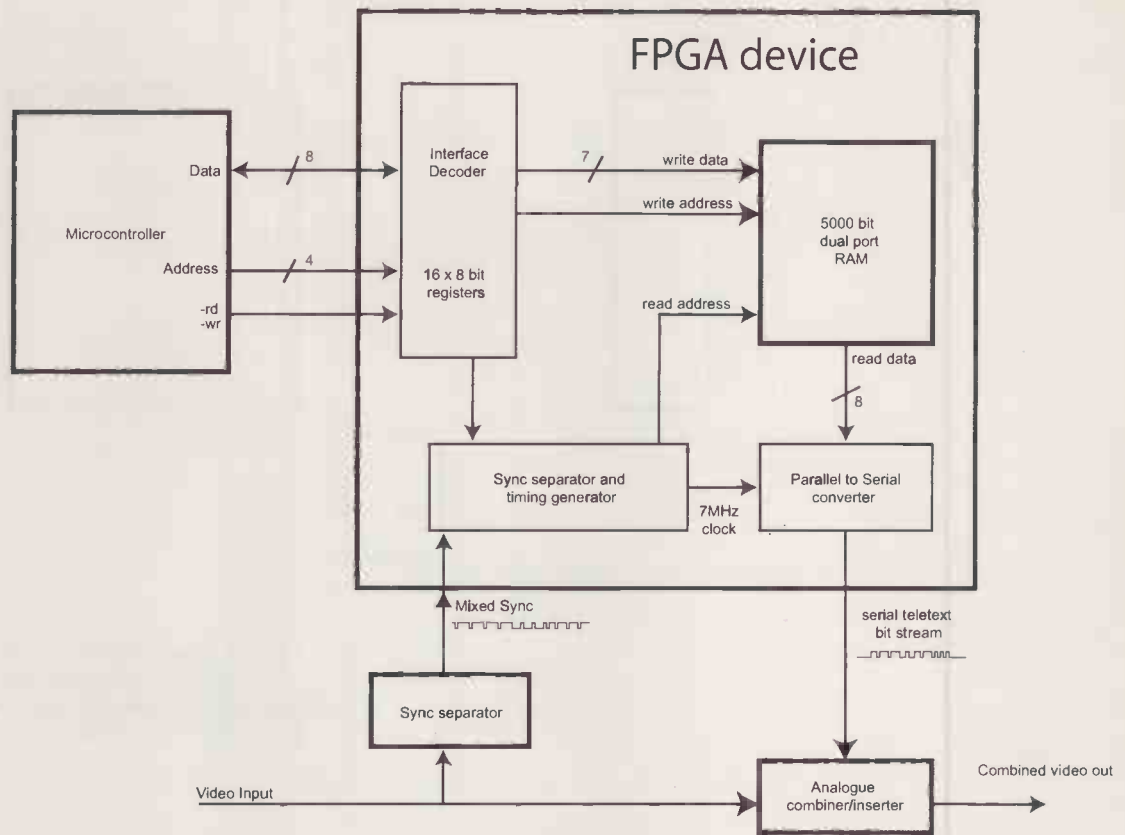 FPGA device
Microcontroller
Data
Address
-rd
-wr
8
4
Interface
Decoder
16 x 8 bit
registers
7
write data
write address
read address
5000 bit
dual port
RAM
read data
8
Sync separator and
timing generator
7MHz
clock
Parallel to Serial
converter
Mixed Sync
serial teletext
bit stream
Sync separator
Video Input
Analogue
combiner/inserter
Combined video out